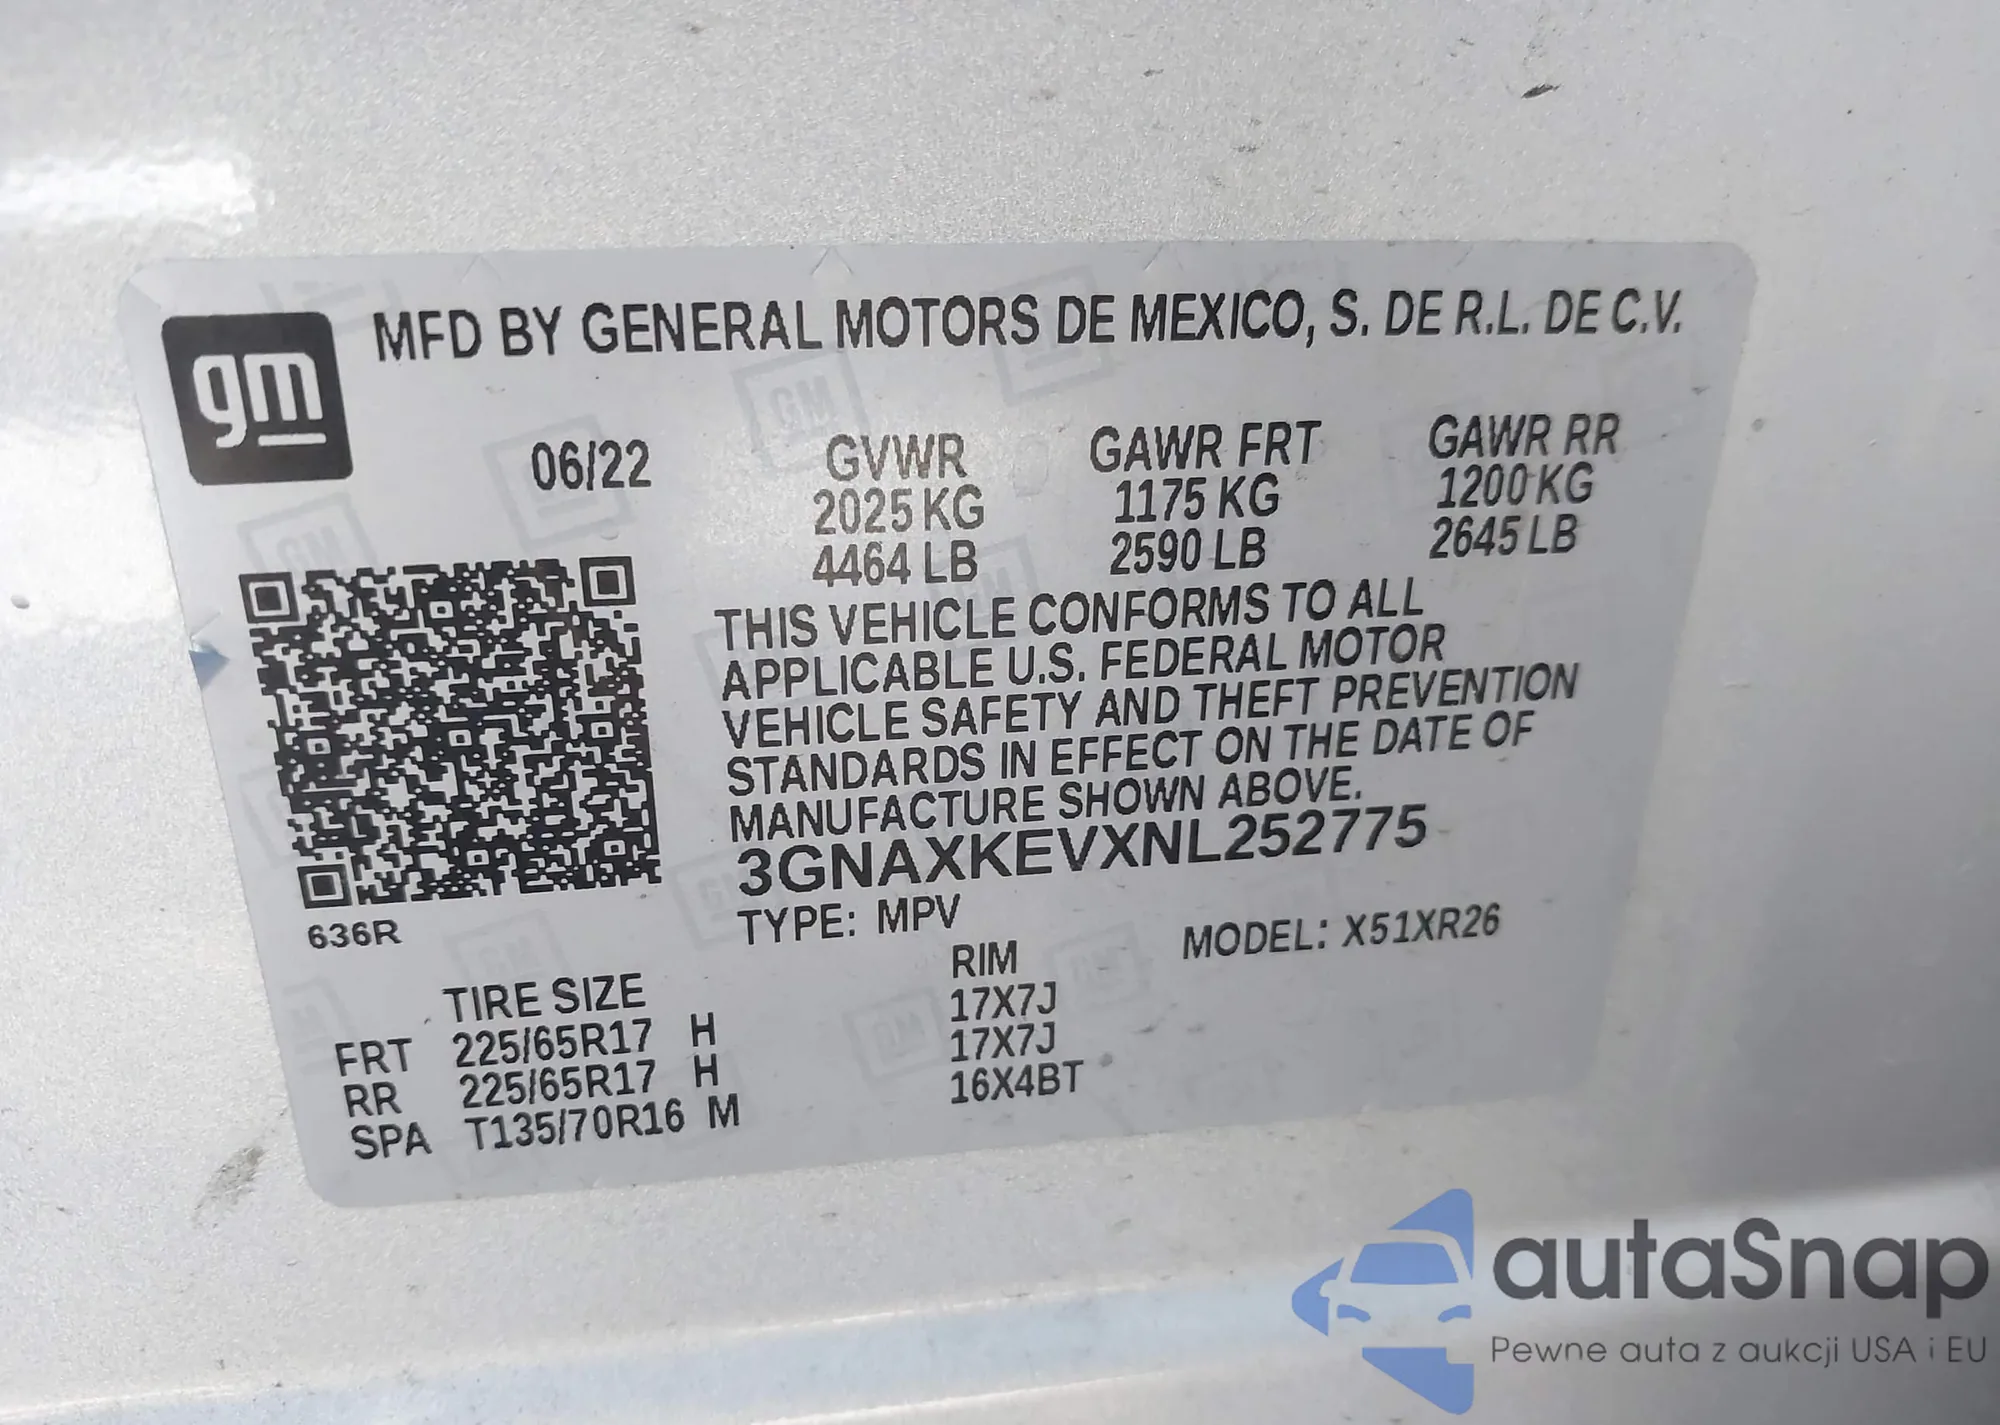 gm
MFD BY GENERAL MOTORS DE MEXICO, S. DE R.L. DE C.V.
06/22 GVWR GAWR FRT GAWR RR
2025 KG 1175 KG 1200 KG
4464 LB 2590 LB 2645 LB
THIS VEHICLE CONFORMS TO ALL
APPLICABLE U.S. FEDERAL MOTOR
VEHICLE SAFETY AND THEFT PREVENTION
STANDARDS IN EFFECT ON THE DATE OF
MANUFACTURE SHOWN ABOVE.
3GNAXKEVXNL252775
636R
TYPE: MPV MODEL: X51XR26
TIRE SIZE RIM
FRT 225/65R17 H 17X7J
RR 225/65R17 H 17X7J
SPA T135/70R16 M 16X4BT
autaSnap
Pewne auta z aukcji USA i EU